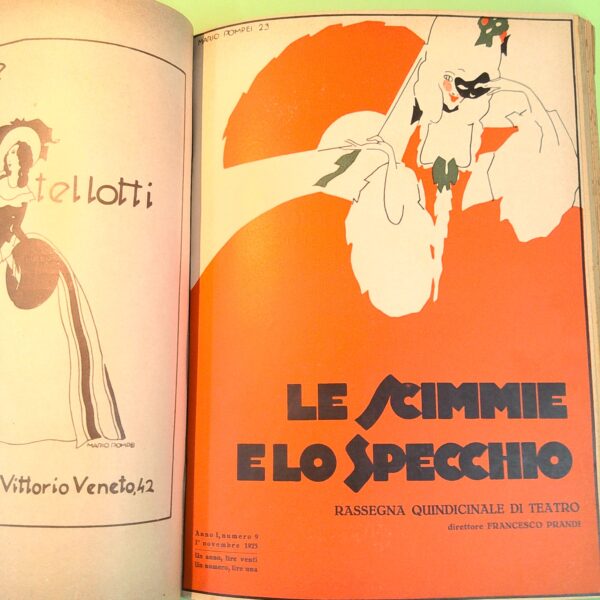 tellotti
MARIO POMPEI
Vittorio Veneto, 42
MARIO POMPEI 23
LE SCIMMIE
E LO SPECCHIO
RASSEGNA QUINDICINALE DI TEATRO
direttore FRANCESCO PRANDI
Anno I, numero 9
1° novembre 1923
Un anno, lire venti
Un numero, lire una